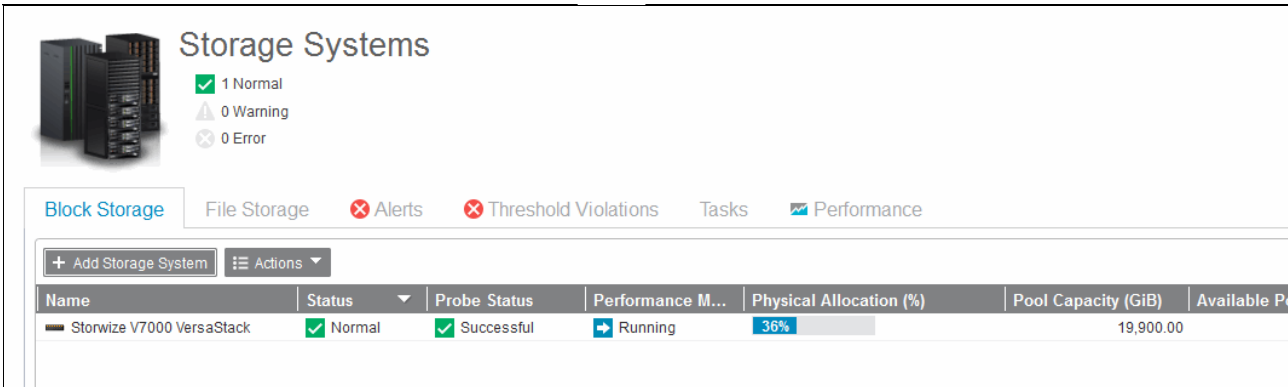 Storage Systems
1 Normal
0 Warning
0 Error
Block Storage File Storage Alerts Threshold Violations Tasks Performance
+ Add Storage System Actions
Name Status Probe Status Performance M... Physical Allocation (%) Pool Capacity (GiB) Available Po
Storwize V7000 VersaStack Normal Successful Running 36% 19,900.00